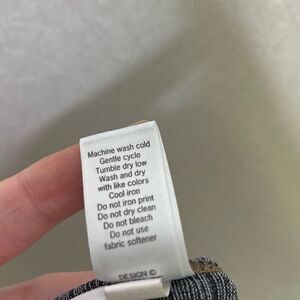 Machine wash cold
Gentle cycle
Tumble dry low
Wash and dry
with like colors
Cool iron
Do not iron print
Do not dry clean
Do not bleach
Do not use
fabric softener
DESIGN ©